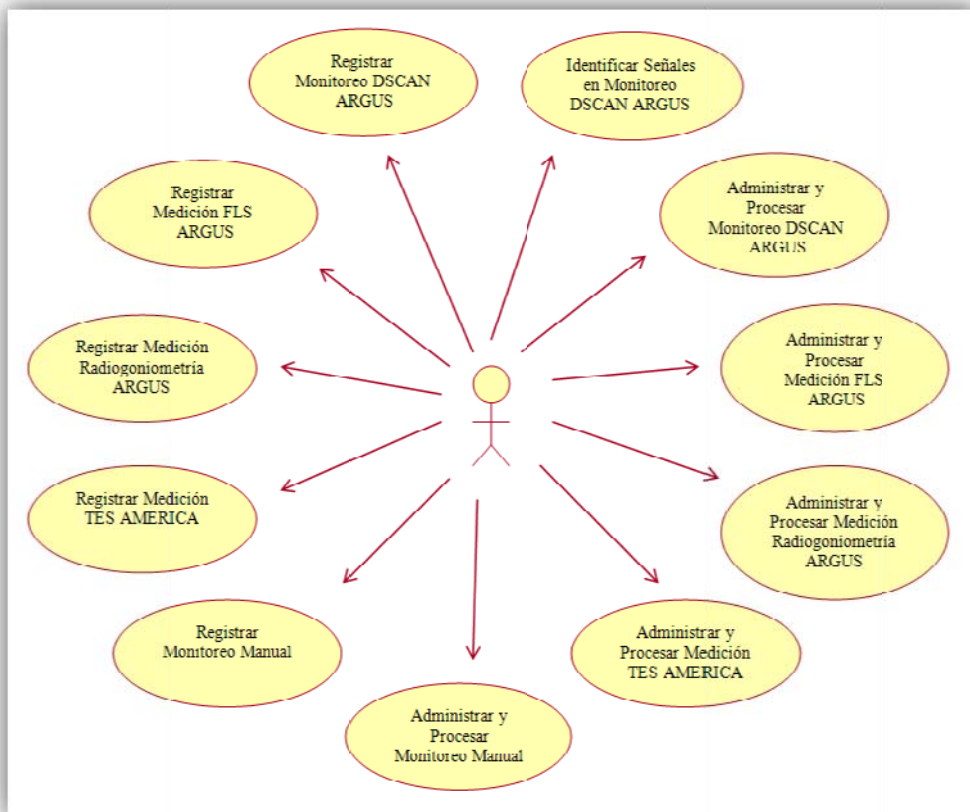 Registrar
Monitoreo DSCAN
ARGUS
Identificar Señales
en Monitoreo
DSCAN ARGUS
Registrar
Medición FLS
ARGUS
Administrar y
Procesar
Monitoreo DSCAN
ARGUS
Registrar Medición
Radiogoniometría
ARGUS
Administrar y
Procesar
Medición FLS
ARGUS
Registrar Medición
TES AMERICA
Administrar y
Procesar Medición
Radiogoniometría
ARGUS
Registrar
Monitoreo Manual
Administrar y
Procesar Medición
TES AMERICA
Administrar y
Procesar
Monitoreo Manual